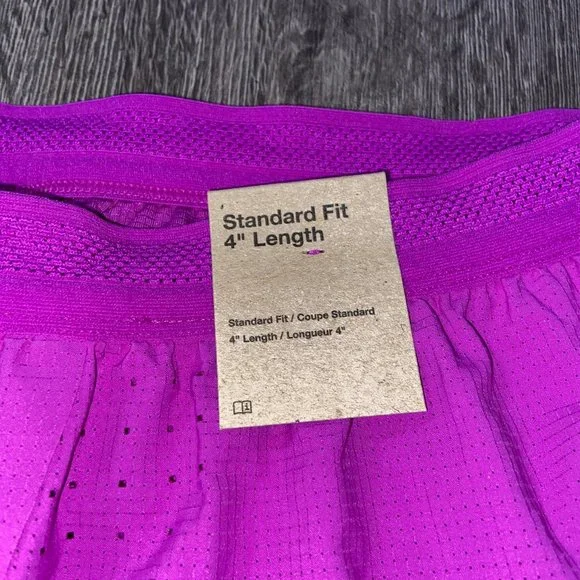 Standard Fit
4" Length
Standard Fit / Coupe Standard
4" Length / Longueur 4"